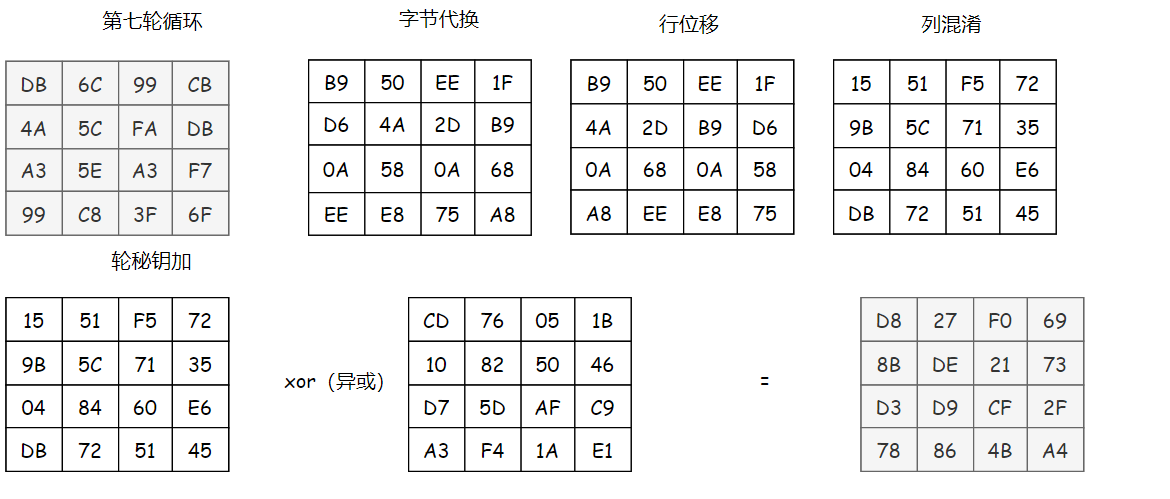 第七轮循环 字节代换 行位移 列混淆
DB 6C 99 CB B9 50 EE 1F B9 50 EE 1F 15 51 F5 72
4A 5C FA DB D6 4A 2D B9 4A 2D B9 D6 9B 5C 71 35
A3 5E A3 F7 0A 58 0A 68 0A 68 0A 58 04 84 60 E6
99 C8 3F 6F EE E8 75 A8 A8 EE E8 75 DB 72 51 45
轮秘钥加
15 51 F5 72 CD 76 05 1B D8 27 F0 69
9B 5C 71 35 10 82 50 46 8B DE 21 73
xor（异或） =
04 84 60 E6 D7 5D AF C9 D3 D9 CF 2F
DB 72 51 45 A3 F4 1A E1 78 86 4B A4